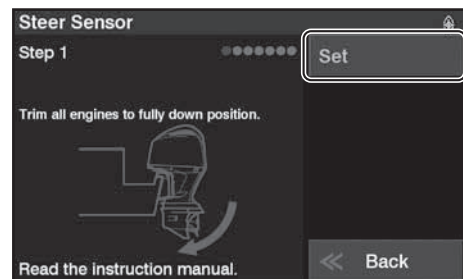 Steer Sensor
Step 1
Set
Trim all engines to fully down position.
Read the instruction manual.
« Back